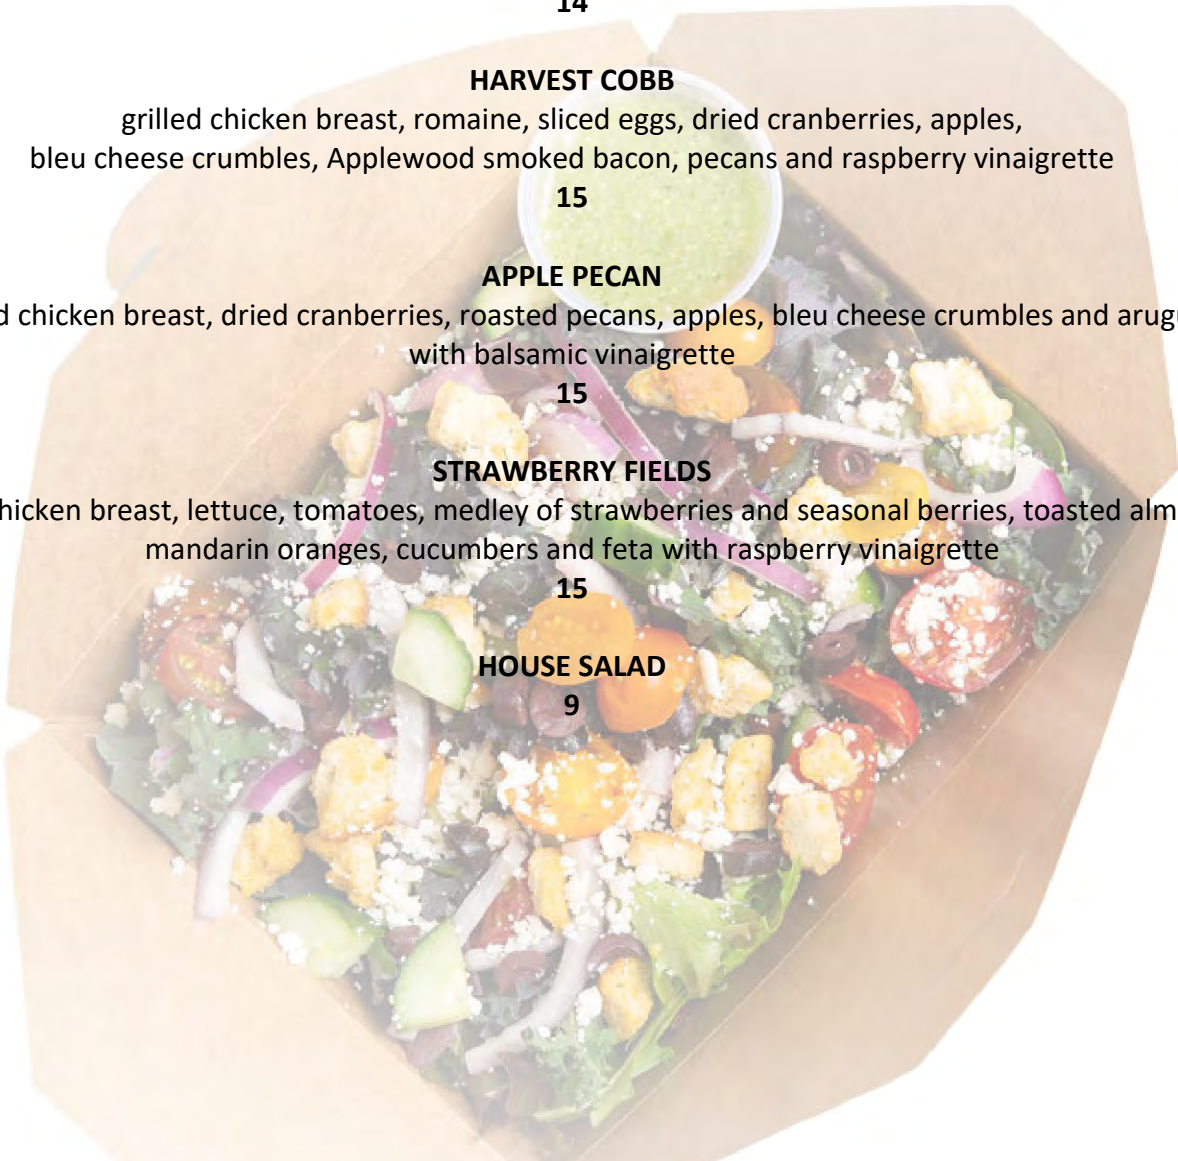 14
HARVEST COBB
grilled chicken breast, romaine, sliced eggs, dried cranberries, apples,
bleu cheese crumbles, Applewood smoked bacon, pecans and raspberry vinaigrette
15
APPLE PECAN
chicken breast, dried cranberries, roasted pecans, apples, bleu cheese crumbles and
with balsamic vinaigrette
15
STRAWBERRY FIELDS
breast, lettuce, tomatoes, medley of strawberries and seasonal berries, toasted
mandarin oranges, cucumbers and feta with raspberry vinaigrette
15
HOUSE SALAD
9